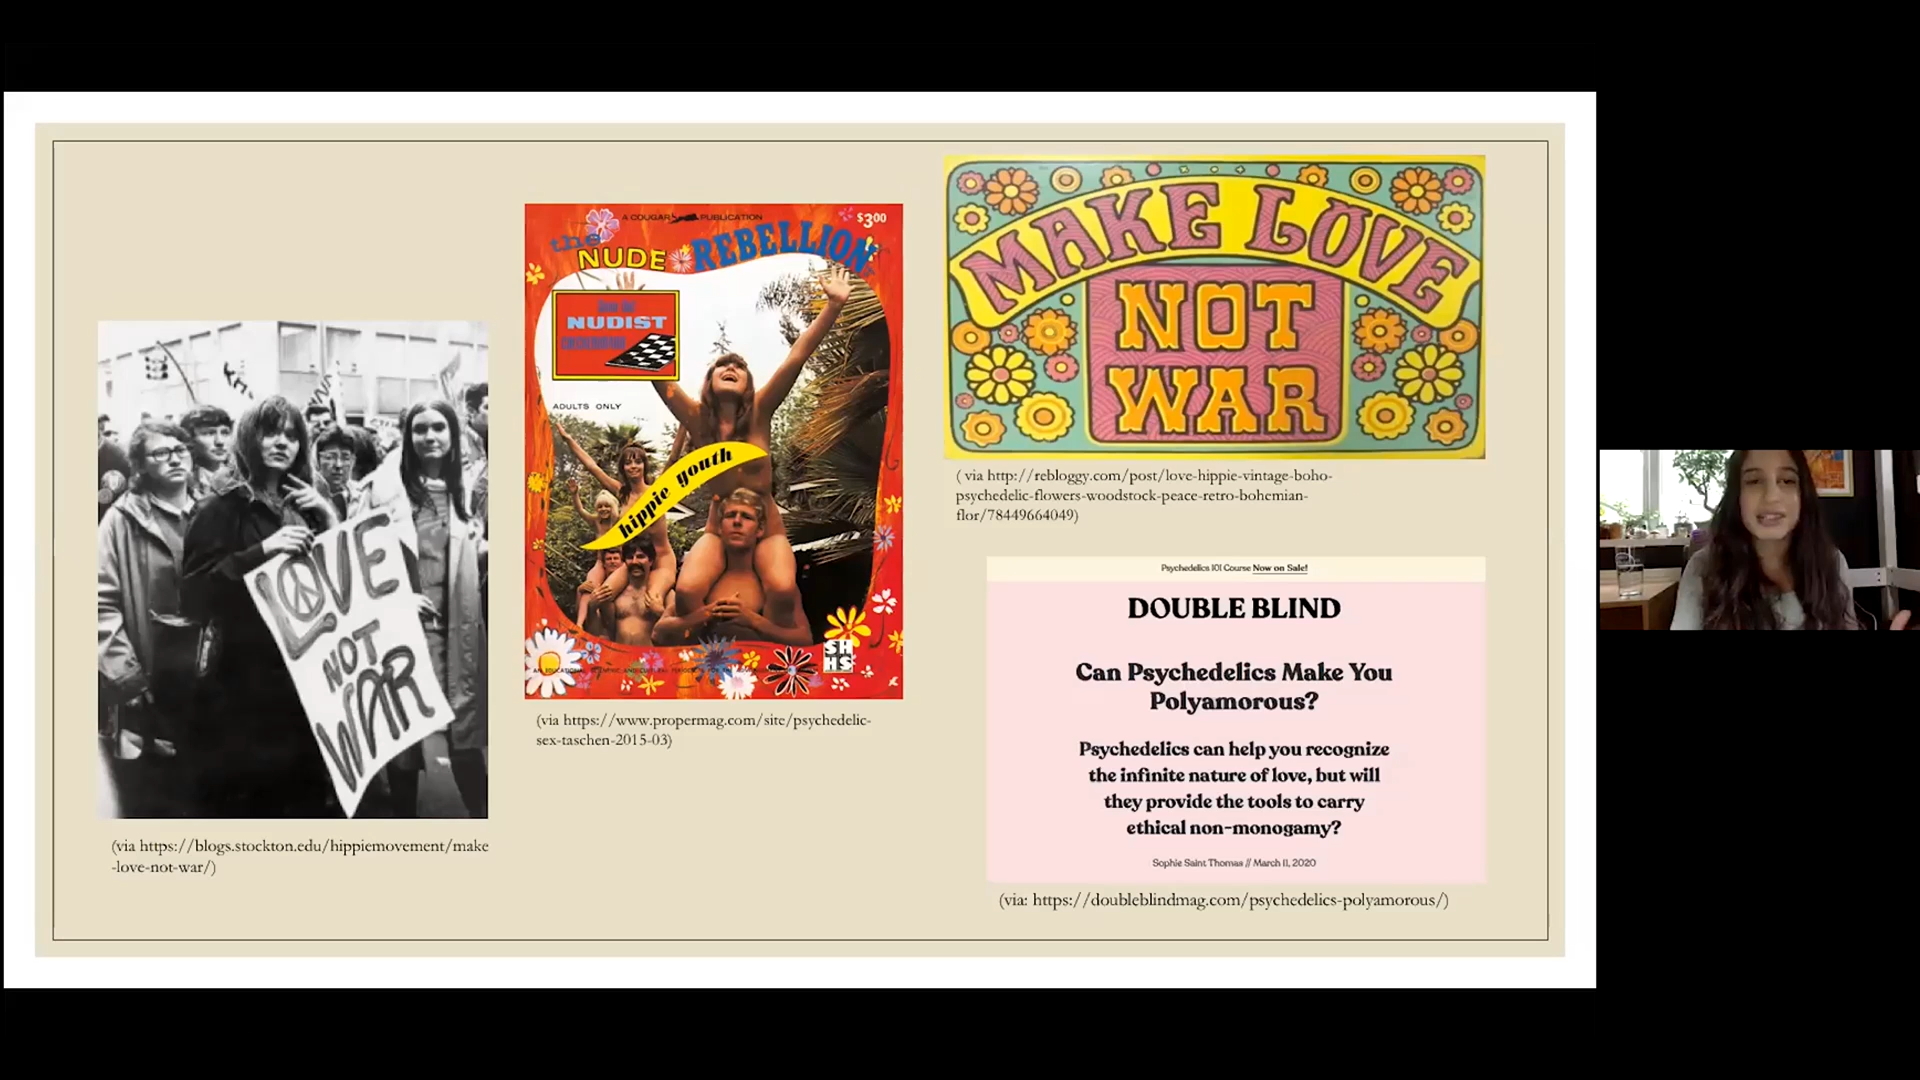 LOVE
NOT
WAR
(via https://blogs.stockton.edu/hippiemovement/make
-love-not-war/)
A COUGAR PUBLICATION
$3.00
the
NUDE REBELLION
NUDIST
ADULTS ONLY
hippie youth
SH
HS
(via https://www.propermag.com/site/psychedelic-
sex-taschen-2015-03)
MAKE LOVE
NOT
WAR
( via http://rebloggy.com/post/love-hippie-vintage-boho-
psychedelic-flowers-woodstock-peace-retro-bohemian-
flor/78449664049)
Psychedelics 101 Course Now on Sale!
DOUBLE BLIND
Can Psychedelics Make You
Polyamorous?
Psychedelics can help you recognize
the infinite nature of love, but will
they provide the tools to carry
ethical non-monogamy?
Sophie Saint Thomas // March 11, 2020
(via: https://doubleblindmag.com/psychedelics-polyamorous/)